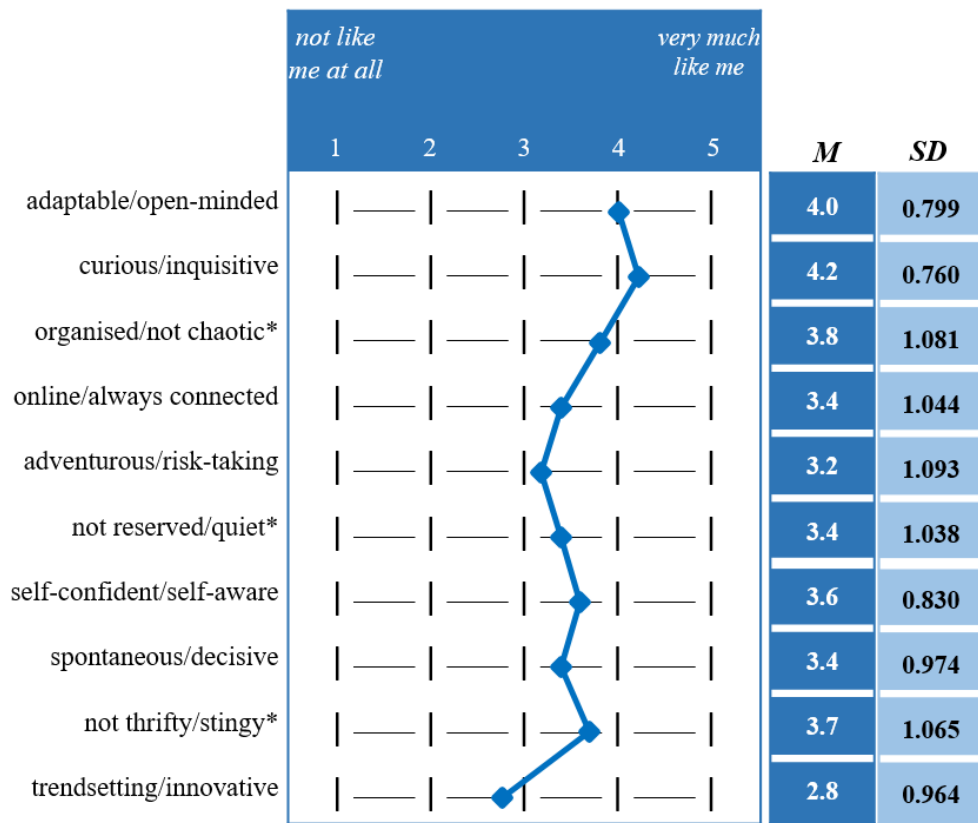 not like
me at all
very much
like me
1 2 3 4 5 M SD
adaptable/open-minded 4.0 0.799
curious/inquisitive 4.2 0.760
organised/not chaotic* 3.8 1.081
online/always connected 3.4 1.044
adventurous/risk-taking 3.2 1.093
not reserved/quiet* 3.4 1.038
self-confident/self-aware 3.6 0.830
spontaneous/decisive 3.4 0.974
not thrifty/stingy* 3.7 1.065
trendsetting/innovative 2.8 0.964